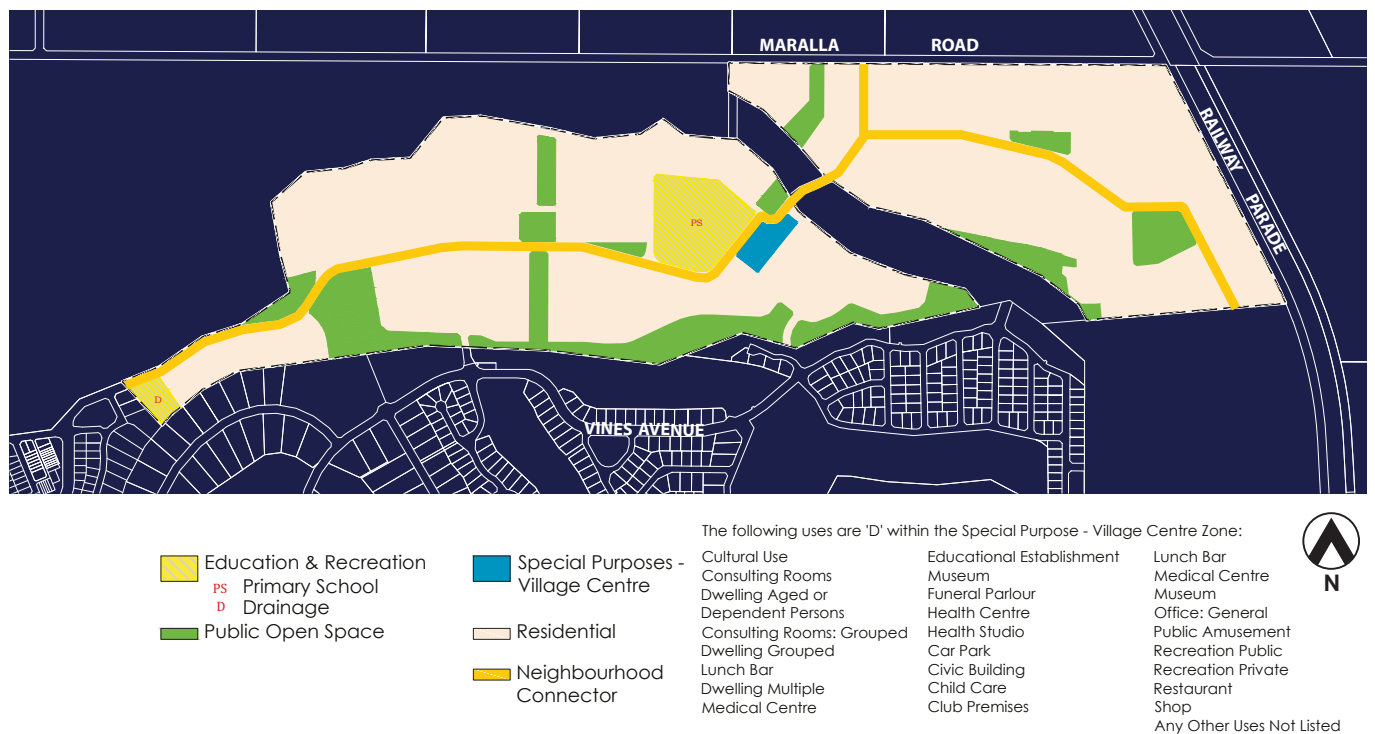 MARALLA ROAD
RAILWAY PARADE
PS
D
VINES AVENUE
Education & Recreation
PS Primary School
D Drainage
Public Open Space
Special Purposes -
Village Centre
Residential
Neighbourhood
Connector
The following uses are 'D' within the Special Purpose - Village Centre Zone:
Cultural Use
Consulting Rooms
Dwelling Aged or
Dependent Persons
Consulting Rooms: Grouped
Dwelling Grouped
Lunch Bar
Dwelling Multiple
Medical Centre
Educational Establishment
Museum
Funeral Parlour
Health Centre
Health Studio
Car Park
Civic Building
Child Care
Club Premises
Lunch Bar
Medical Centre
Museum
Office: General
Public Amusement
Recreation Public
Recreation Private
Restaurant
Shop
Any Other Uses Not Listed
N